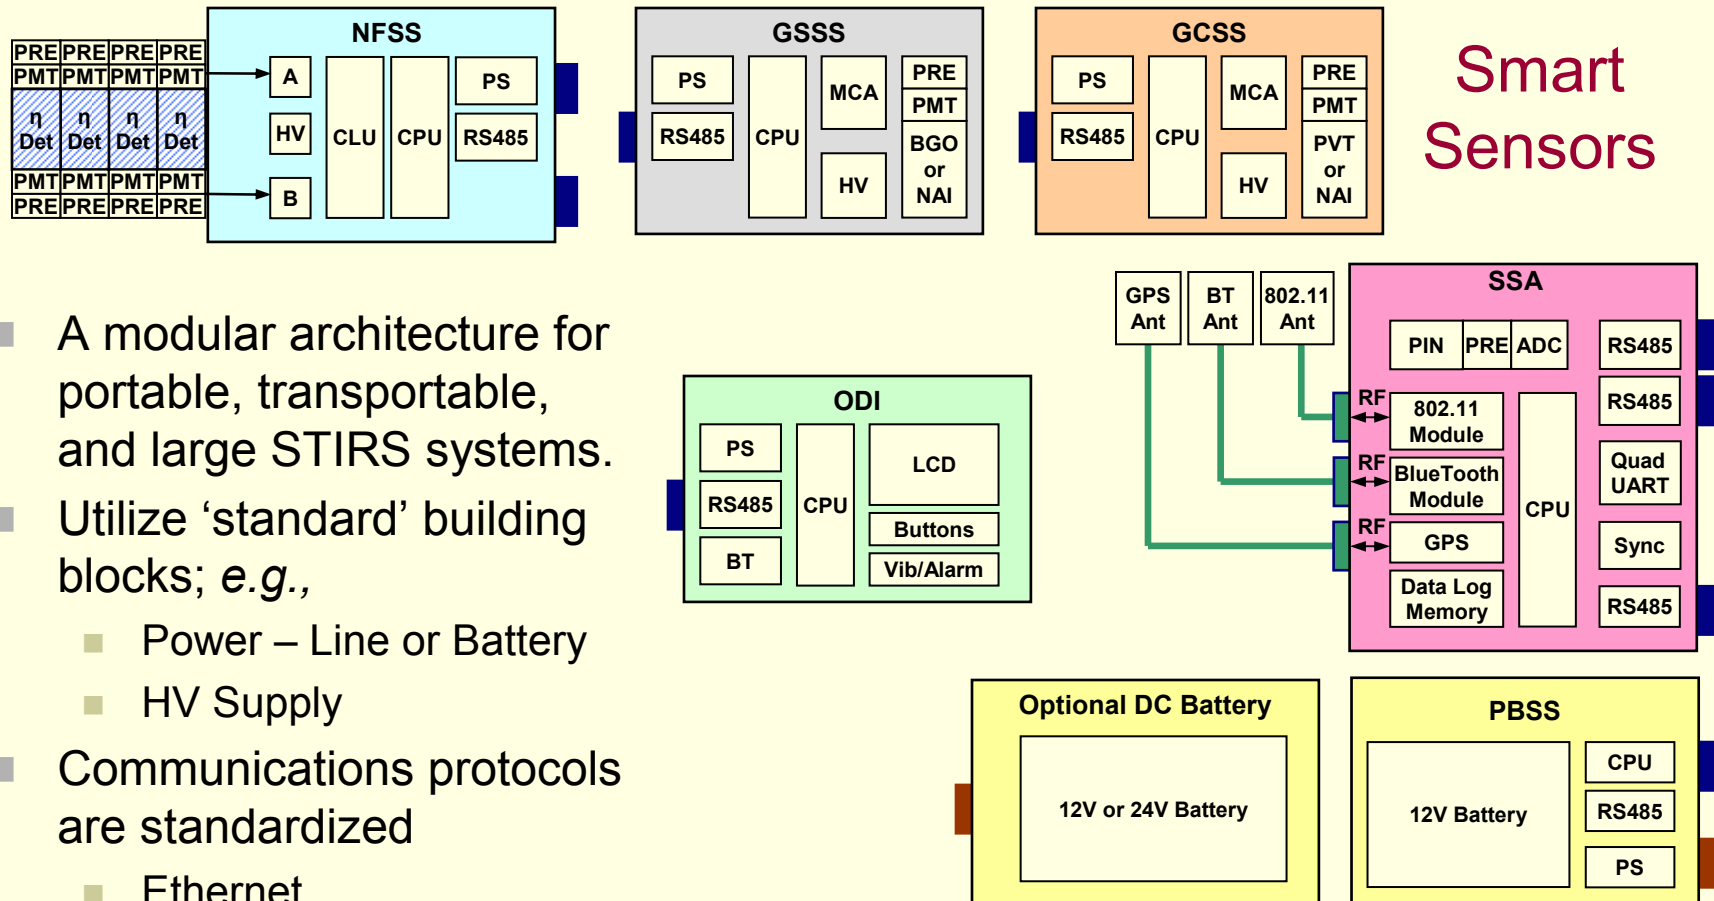 Smart
Sensors
PRE PRE PRE PRE
PMT PMT PMT PMT
η η η η
Det Det Det Det
PMT PMT PMT PMT
PRE PRE PRE PRE
NFSS
A
HV
B
CLU
CPU
PS
RS485
GSSS
PS
RS485
CPU
MCA
HV
PRE
PMT
BGO
or
NAI
GCSS
PS
RS485
CPU
MCA
HV
PRE
PMT
PVT
or
NAI
A modular architecture for
portable, transportable,
and large STIRS systems.
Utilize ‘standard’ building
blocks; e.g.,
Power – Line or Battery
HV Supply
Communications protocols
are standardized
Ethernet
ODI
PS
RS485
BT
CPU
LCD
Buttons
Vib/Alarm
GPS
Ant
BT
Ant
802.11
Ant
SSA
PIN PRE ADC
RF
802.11
Module
RF
BlueTooth
Module
RF
GPS
Data Log
Memory
CPU
RS485
RS485
Quad
UART
Sync
RS485
Optional DC Battery
12V or 24V Battery
PBSS
12V Battery
CPU
RS485
PS